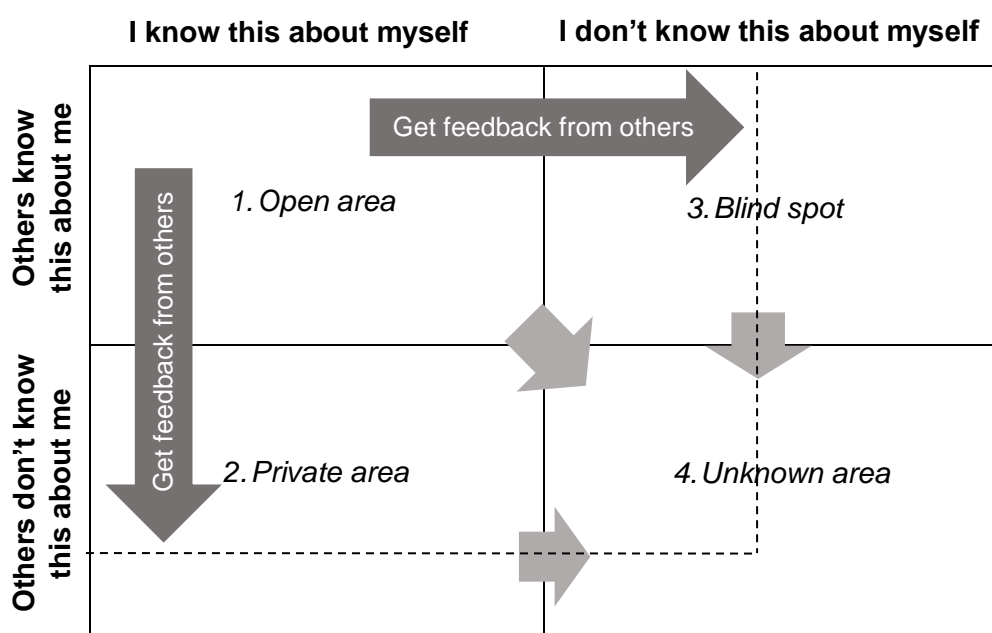 I know this about myself
I don't know this about myself
Others know
this about me
Get feedback from others
1. Open area
3. Blind spot
Get feedback from others
Others don't know
this about me
2. Private area
4. Unknown area